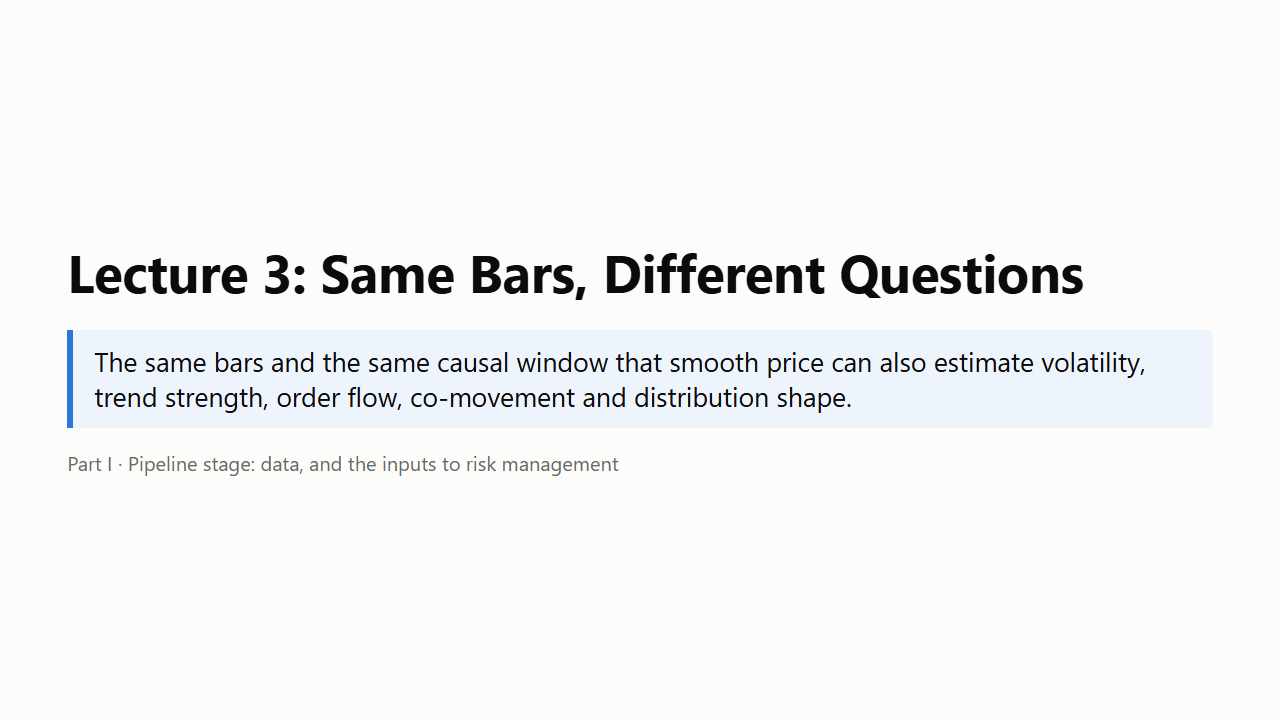 Lecture 3: Same Bars, Different Questions
The same bars and the same causal window that smooth price can also estimate volatility,
trend strength, order flow, co-movement and distribution shape.
Part I · Pipeline stage: data, and the inputs to risk management